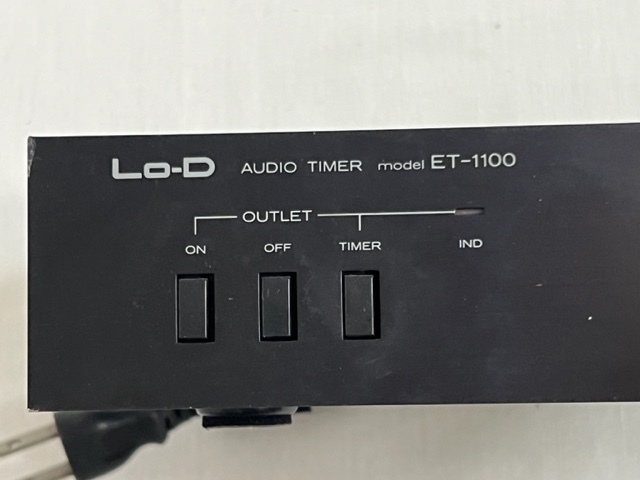 Lo-D AUDIO TIMER model ET-1100
OUTLET
ON OFF TIMER IND